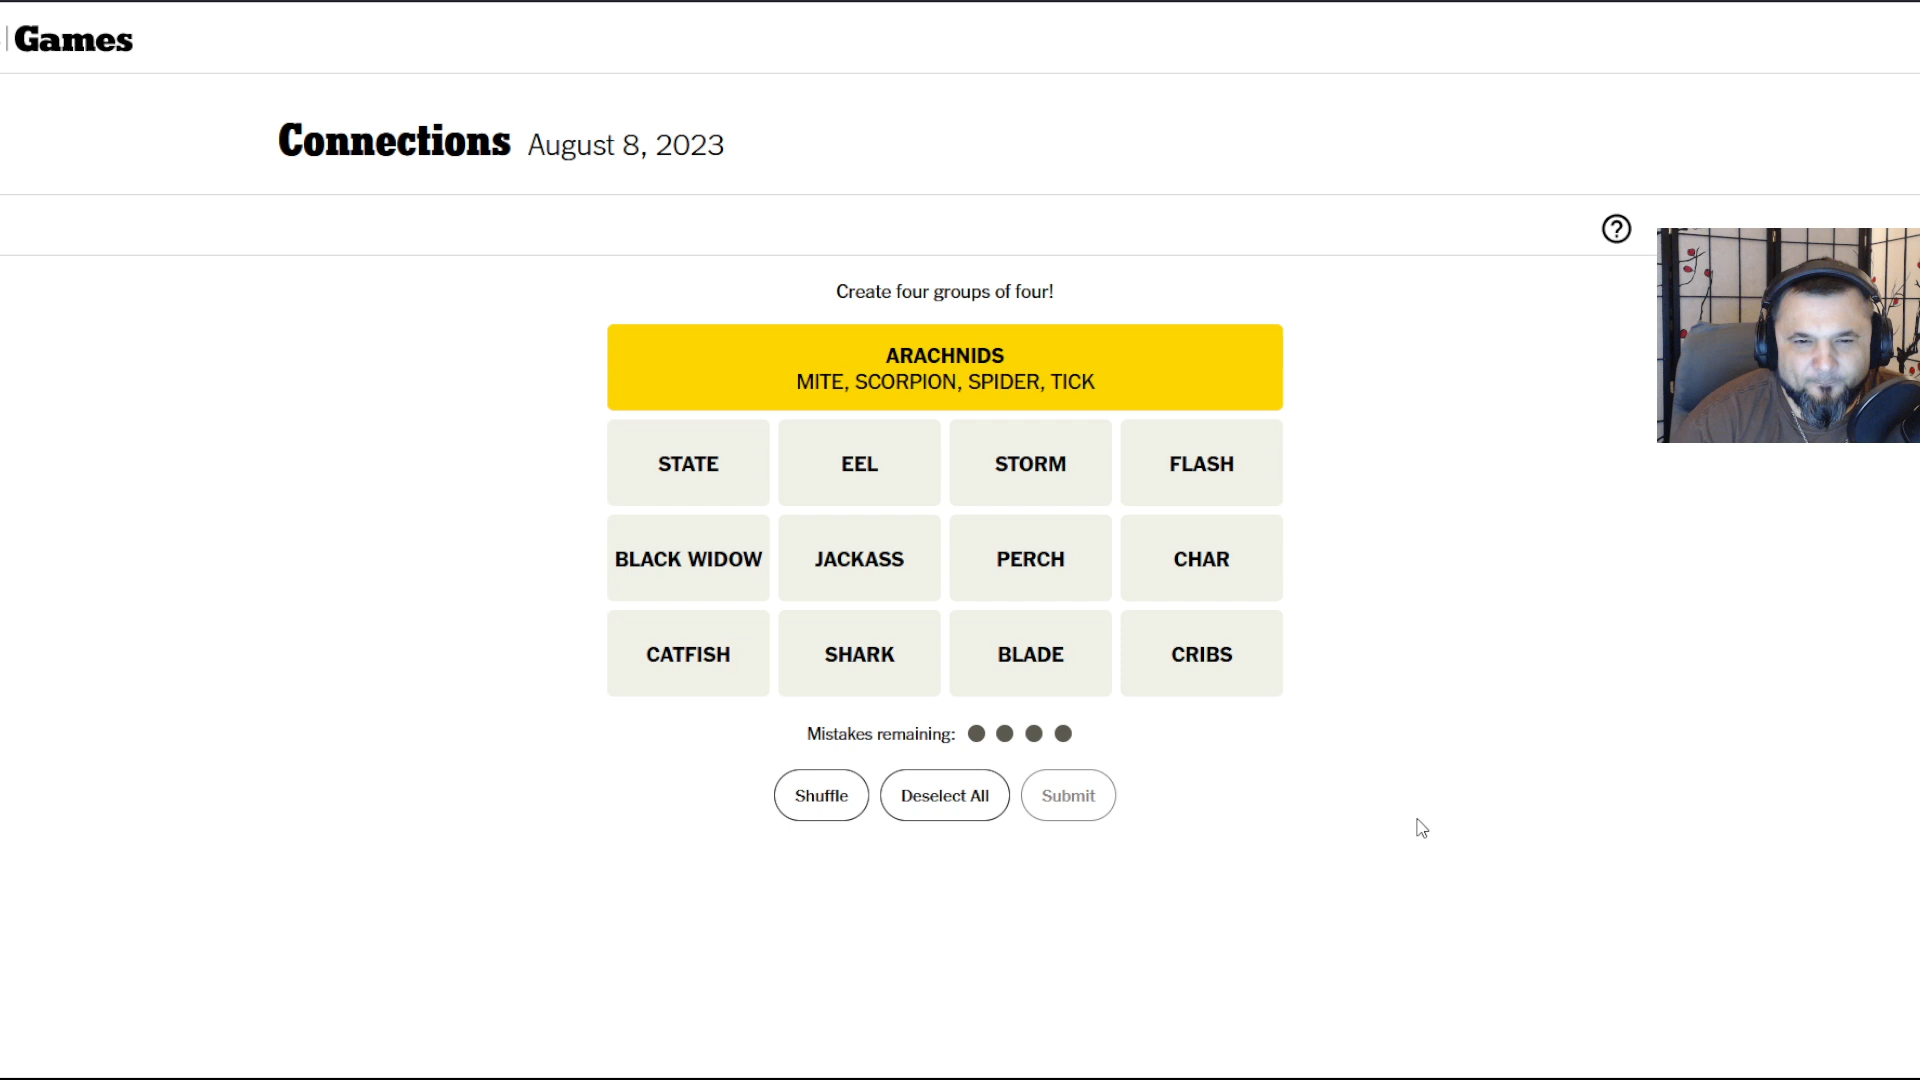 Games
Connections August 8, 2023
Create four groups of four!
ARACHNIDS
MITE, SCORPION, SPIDER, TICK
STATE EEL STORM FLASH
BLACK WIDOW JACKASS PERCH CHAR
CATFISH SHARK BLADE CRIBS
Mistakes remaining:
Shuffle Deselect All Submit